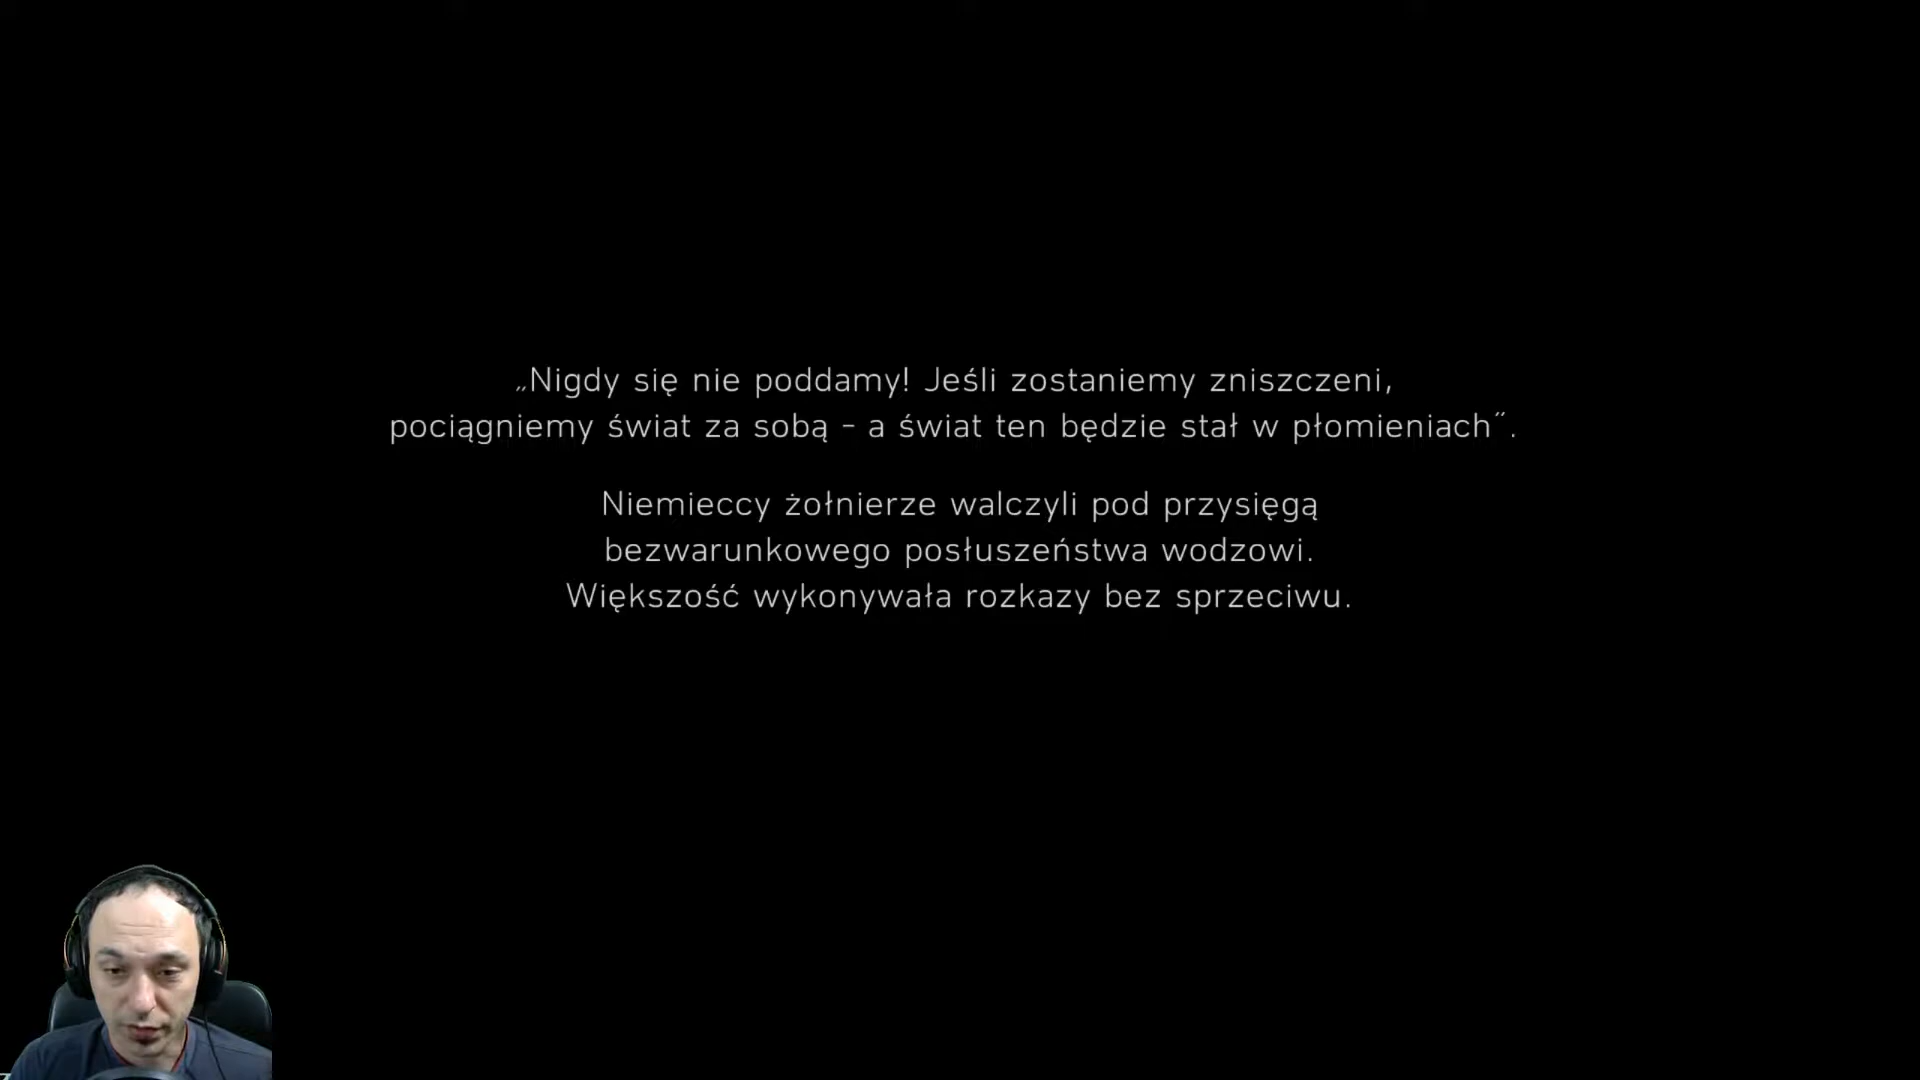 „Nigdy się nie poddamy! Jeśli zostaniemy zniszczeni,
pociągniemy świat za sobą – a świat ten będzie stał w płomieniach”.
Niemieccy żołnierze walczyli pod przysięgą
bezwarunkowego posłuszeństwa wodzowi.
Większość wykonywała rozkazy bez sprzeciwu.